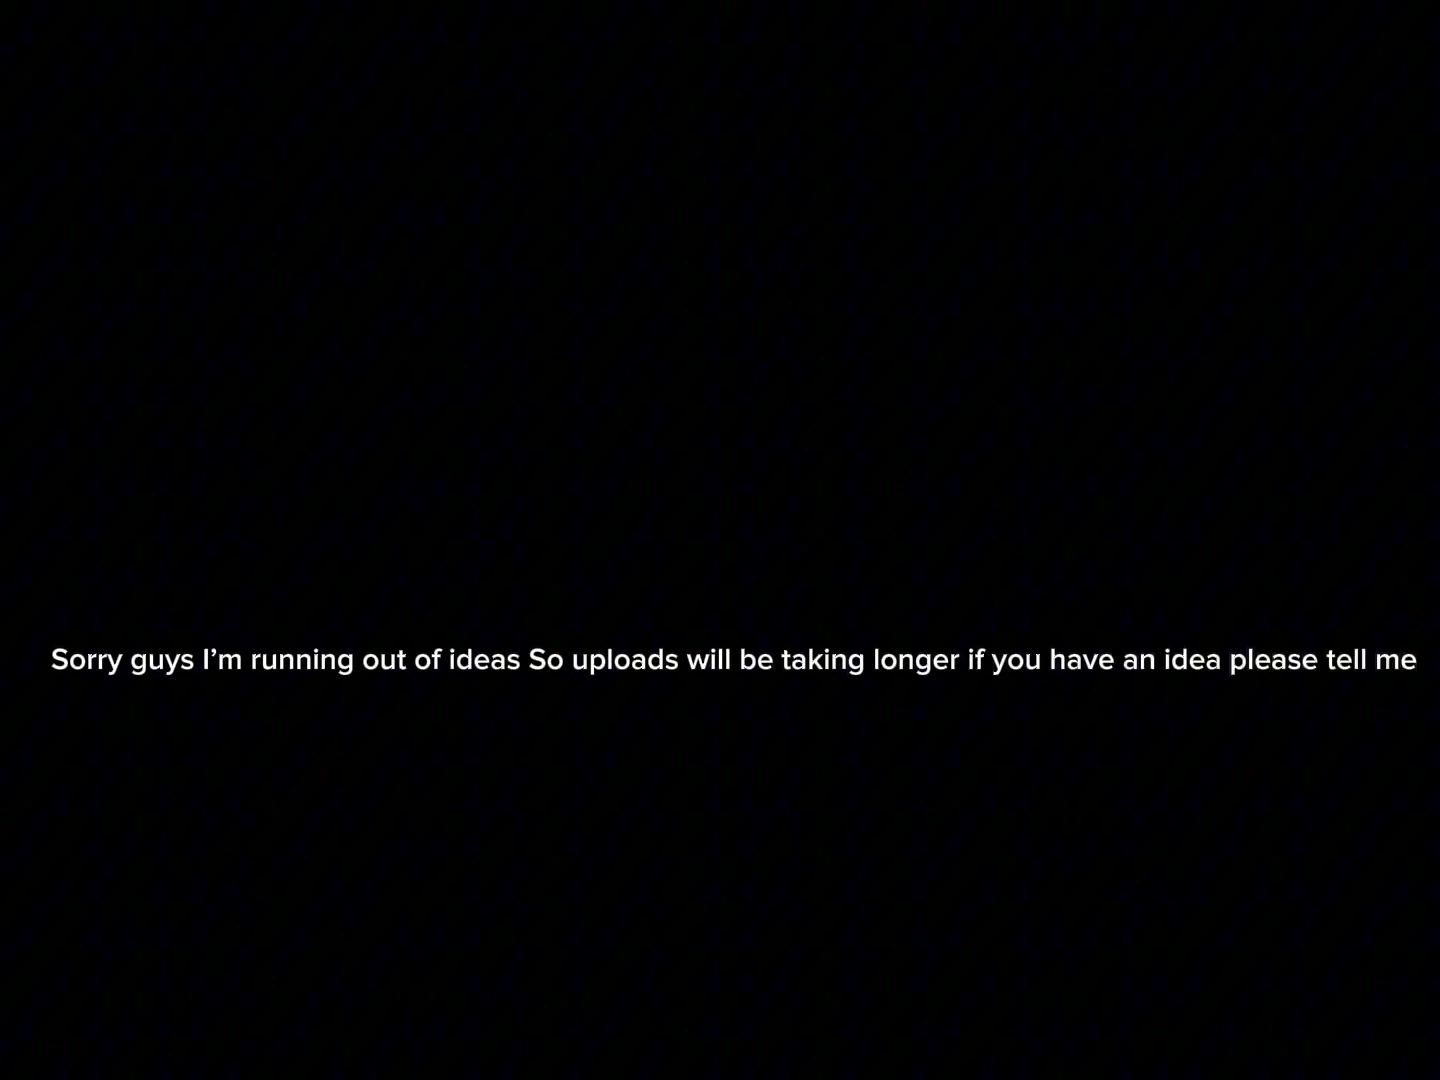 Sorry guys I’m running out of ideas So uploads will be taking longer if you have an idea please tell me